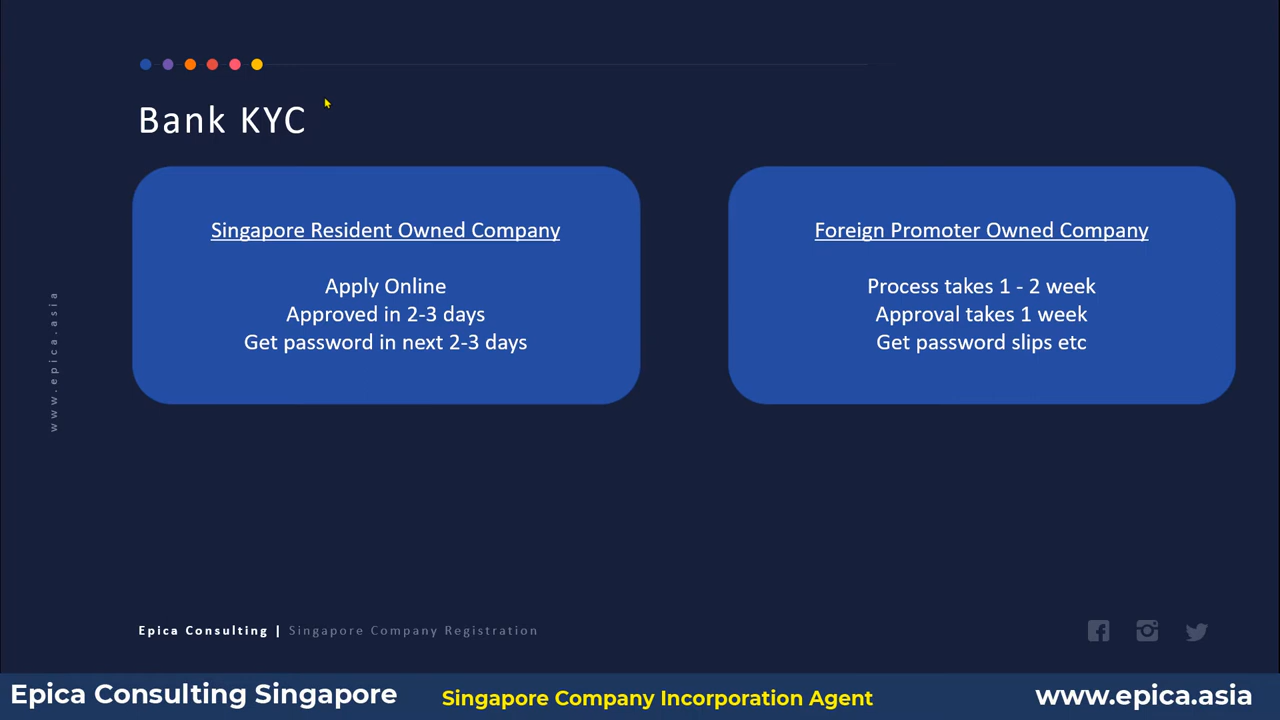 Bank KYC
Singapore Resident Owned Company
Apply Online
Approved in 2-3 days
Get password in next 2-3 days
Foreign Promoter Owned Company
Process takes 1 - 2 week
Approval takes 1 week
Get password slips etc
www.epica.asia
Epica Consulting | Singapore Company Registration
Epica Consulting Singapore
Singapore Company Incorporation Agent
www.epica.asia